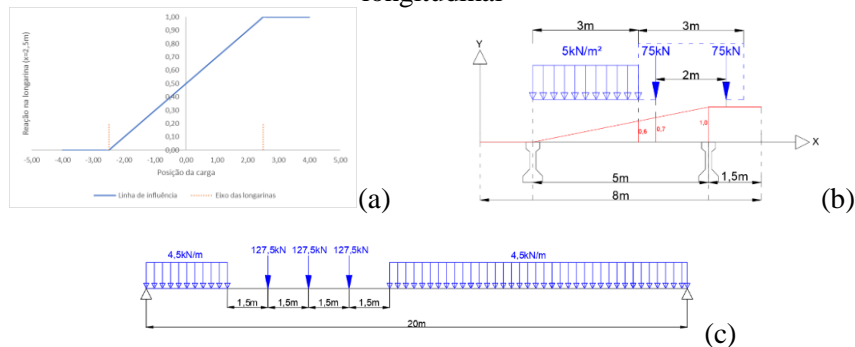 longitudinal
Reação na longarina (x=2,5m)
1,00
0,90
0,80
0,70
0,60
0,50
0,40
0,30
0,20
0,10
0,00
-5,00 -4,00 -3,00 -2,00 -1,00 0,00 1,00 2,00 3,00 4,00 5,00
Posição da carga
Linha de influência Eixo das longarinas
(a)
3m 3m
Y 5kN/m² 75kN 75kN
2m
0,6 0,7 1,0
X
5m 1,5m
8m
(b)
4,5kN/m 127,5kN 127,5kN 127,5kN 4,5kN/m
1,5m 1,5m 1,5m 1,5m
20m
(c)